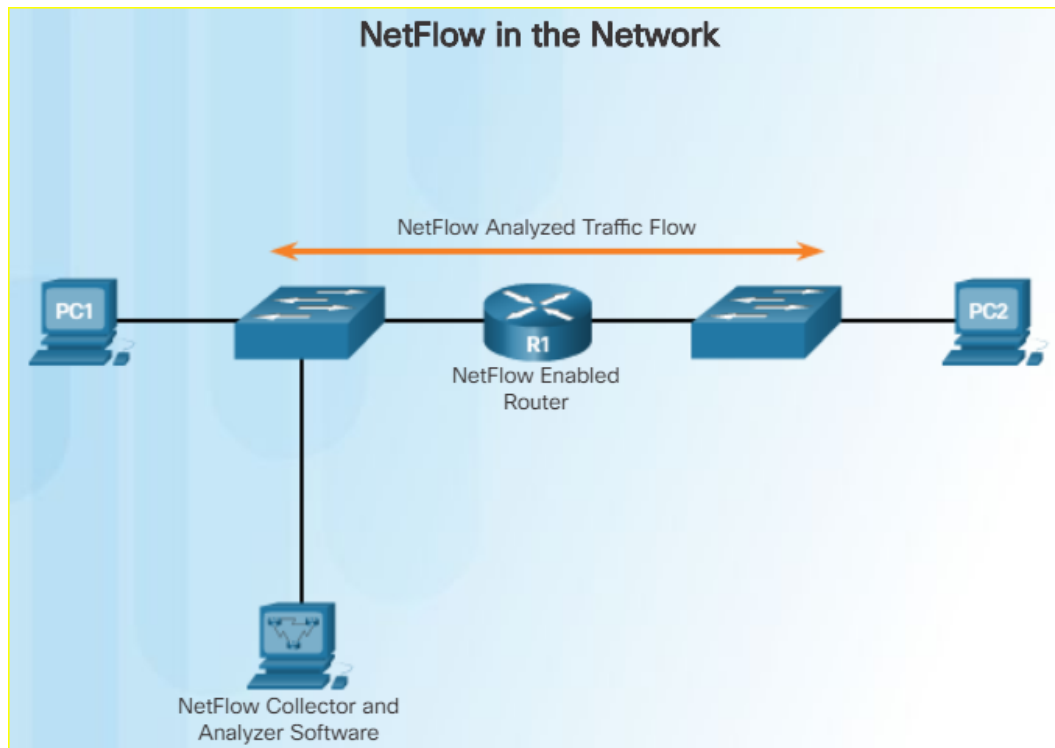 NetFlow in the Network
NetFlow Analyzed Traffic Flow
PC1
R1
PC2
NetFlow Enabled
Router
NetFlow Collector and
Analyzer Software